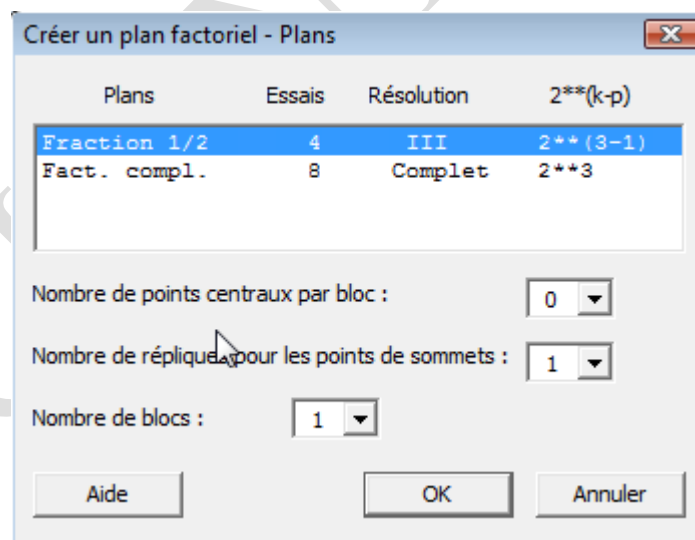 Créer un plan factoriel - Plans
Plans Essais Résolution 2**(k-p)
Fraction 1/2 4 III 2**(3-1)
Fact. compl. 8 Complet 2**3
Nombre de points centraux par bloc : 0
Nombre de répliques pour les points de sommets : 1
Nombre de blocs : 1
Aide OK Annuler